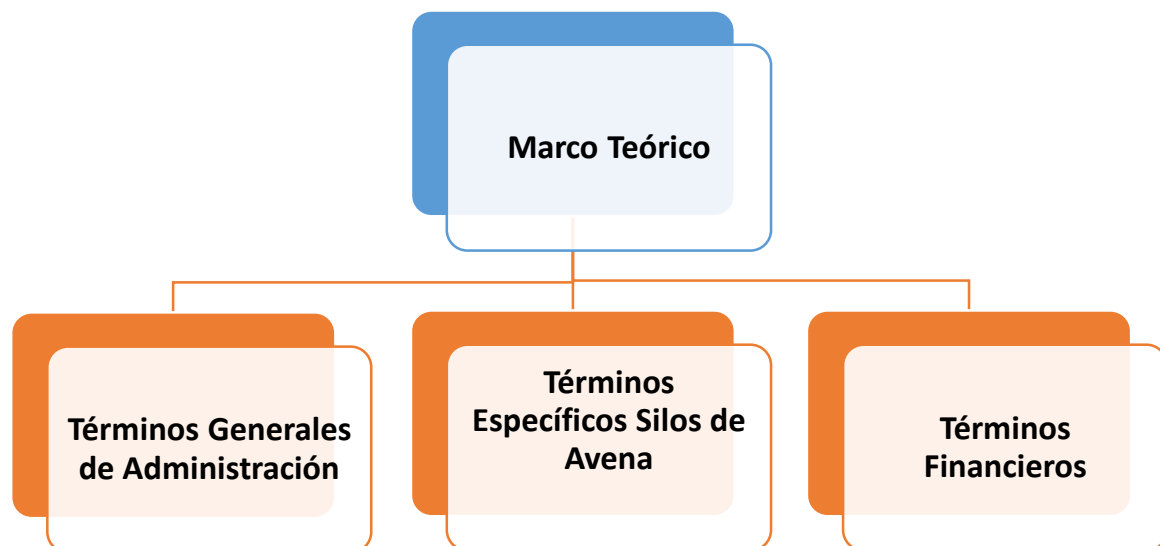 Marco Teórico
Términos Generales
de Administración
Términos
Específicos Silos de
Avena
Términos
Financieros